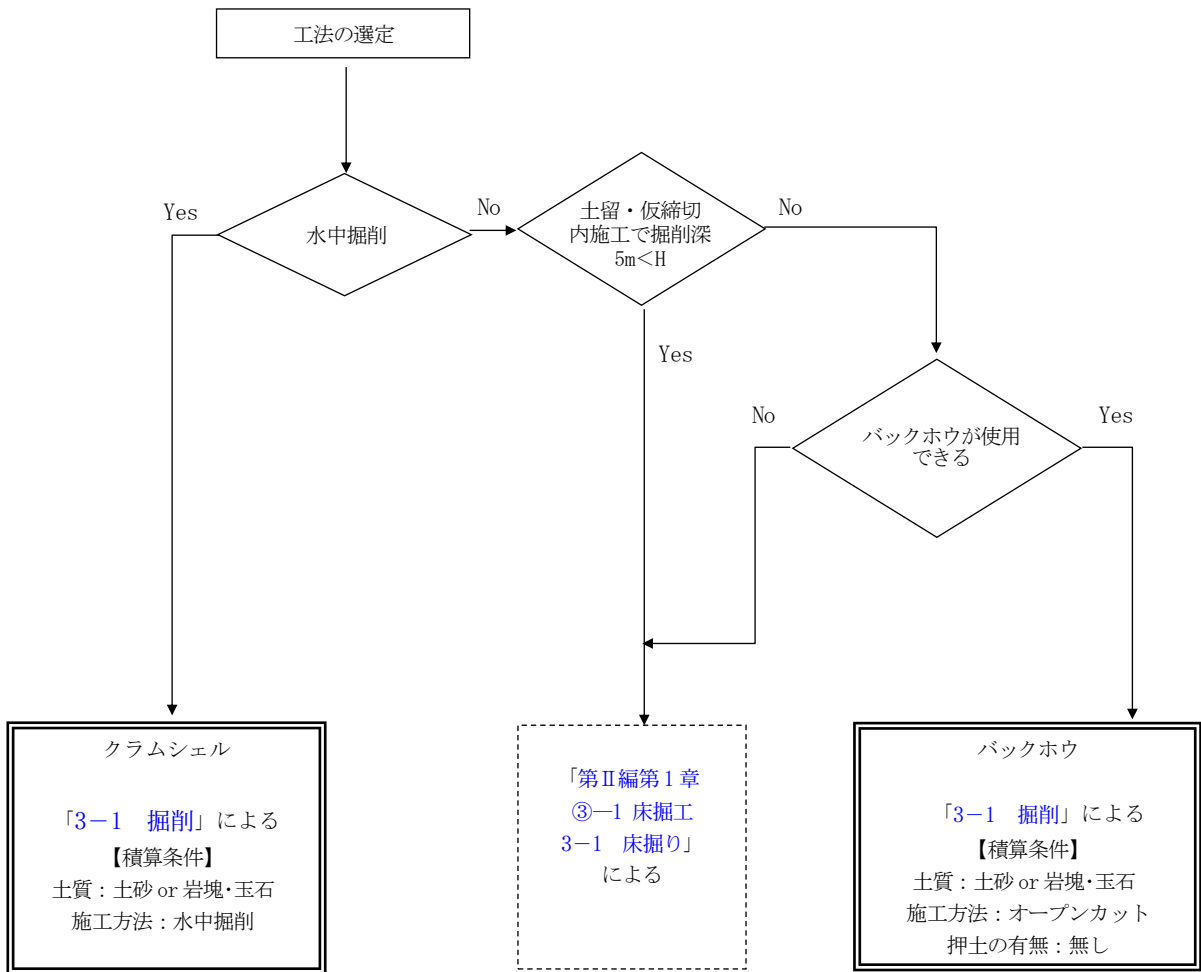 工法の選定
Yes
水中掘削
No
土留・仮締切
内施工で掘削深
5m<H
No
Yes
No
バックホウが使用
できる
Yes
クラムシェル
「3-1　掘削」による
【積算条件】
土質：土砂 or 岩塊・玉石
施工方法：水中掘削
「第Ⅱ編第1章
③―1 床掘工
3-1　床掘り」
による
バックホウ
「3-1　掘削」による
【積算条件】
土質：土砂 or 岩塊・玉石
施工方法：オープンカット
押土の有無：無し